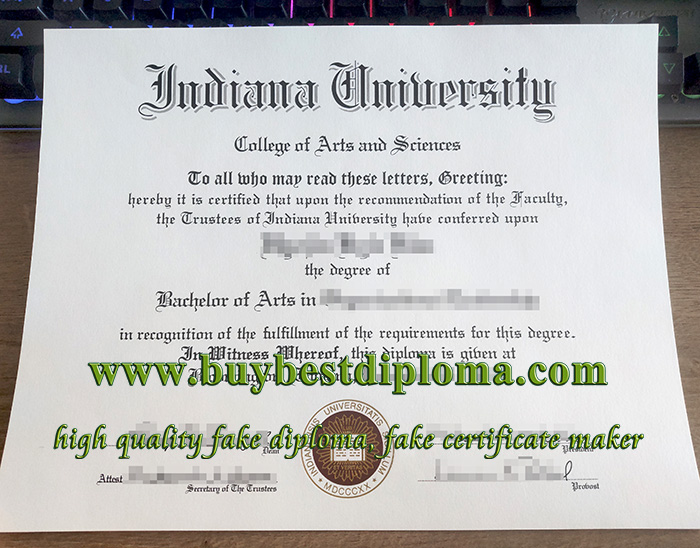 Indiana University
College of Arts and Sciences
To all who may read these letters, Greeting:
hereby it is certified that upon the recommendation of the Faculty,
the Trustees of Indiana University have conferred upon
the degree of
Bachelor of Arts in
in recognition of the fulfillment of the requirements for this degree.
In Witness Whereof, this diploma is given at
www.buybestdiploma.com
high quality fake diploma, fake certificate maker
Dean
President
Attest
Secretary of The Trustees
Provost
INDIANENSIS UNIVERSITATIS SIGILLUM
MDCCCXX